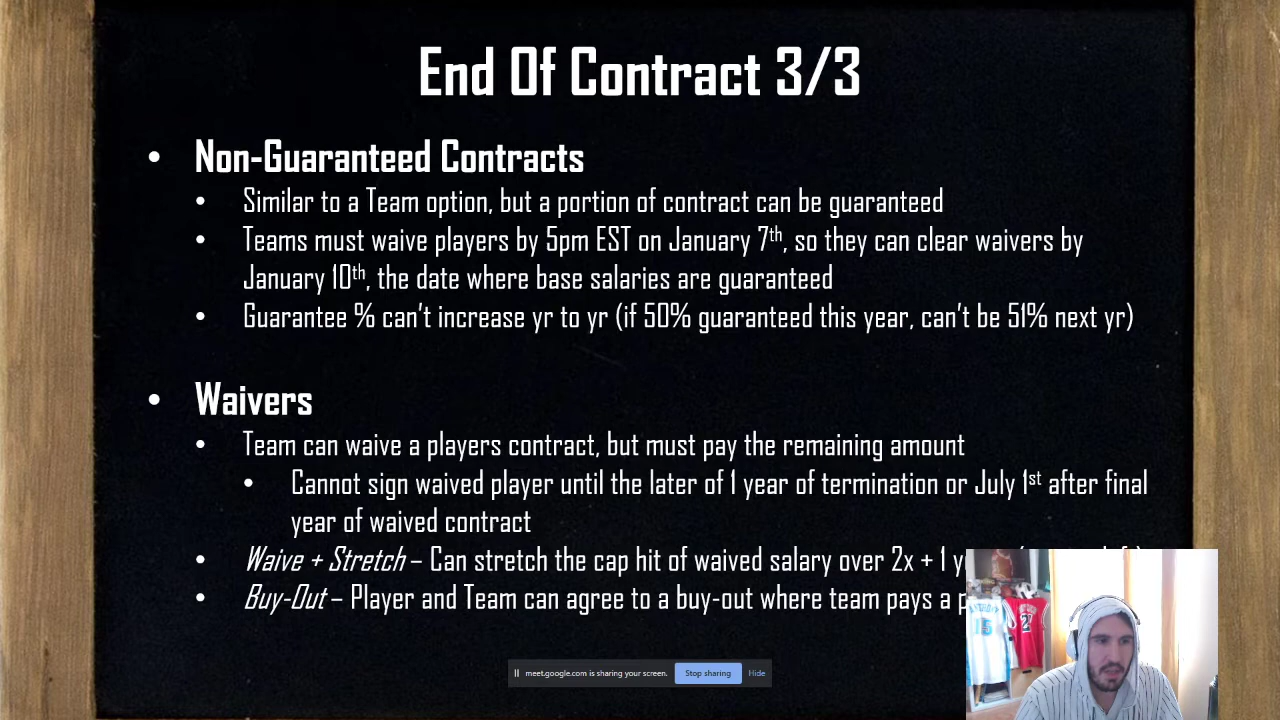 End Of Contract 3/3
• Non-Guaranteed Contracts
• Similar to a Team option, but a portion of contract can be guaranteed
• Teams must waive players by 5pm EST on January 7th, so they can clear waivers by
January 10th, the date where base salaries are guaranteed
• Guarantee % can't increase yr to yr (if 50% guaranteed this year, can't be 51% next yr)
• Waivers
• Team can waive a players contract, but must pay the remaining amount
• Cannot sign waived player until the later of 1 year of termination or July 1st after final
year of waived contract
• Waive + Stretch – Can stretch the cap hit of waived salary over 2x + 1
• Buy-Out – Player and Team can agree to a buy-out where team pays a
meet.google.com is sharing your screen. Stop sharing Hide